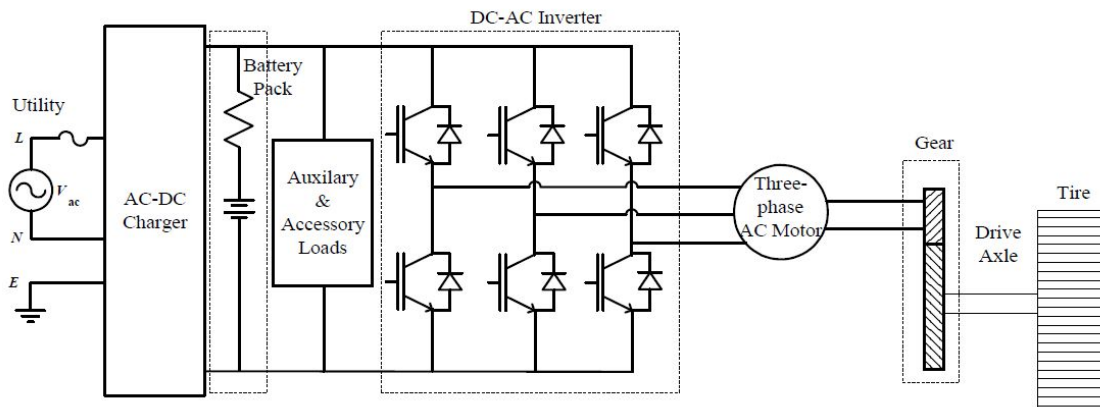 DC-AC Inverter
Battery
Pack
Utility
L
V
ac
N
E
AC-DC
Charger
Auxilary
&
Accessory
Loads
Three-
phase
AC Motor
Gear
Drive
Axle
Tire